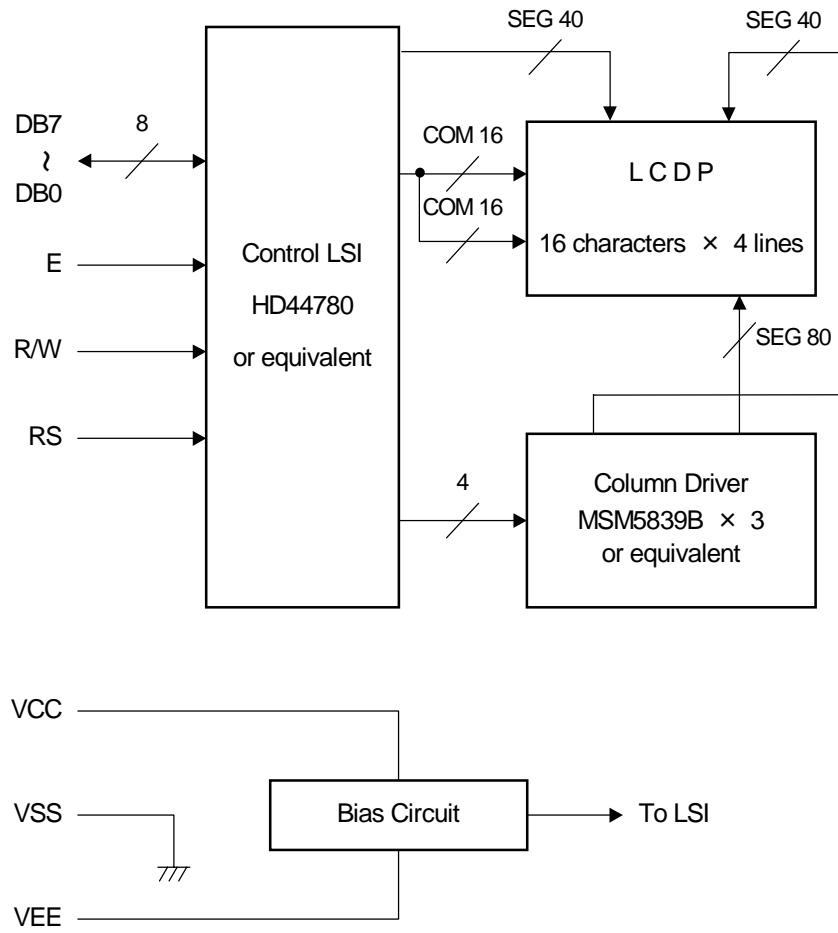 SEG 40
SEG 40
DB7
~
DB0
8
COM 16
COM 16
L C D P
16 characters × 4 lines
E
R/W
RS
Control LSI
HD44780
or equivalent
SEG 80
4
Column Driver
MSM5839B × 3
or equivalent
VCC
VSS
VEE
Bias Circuit
To LSI